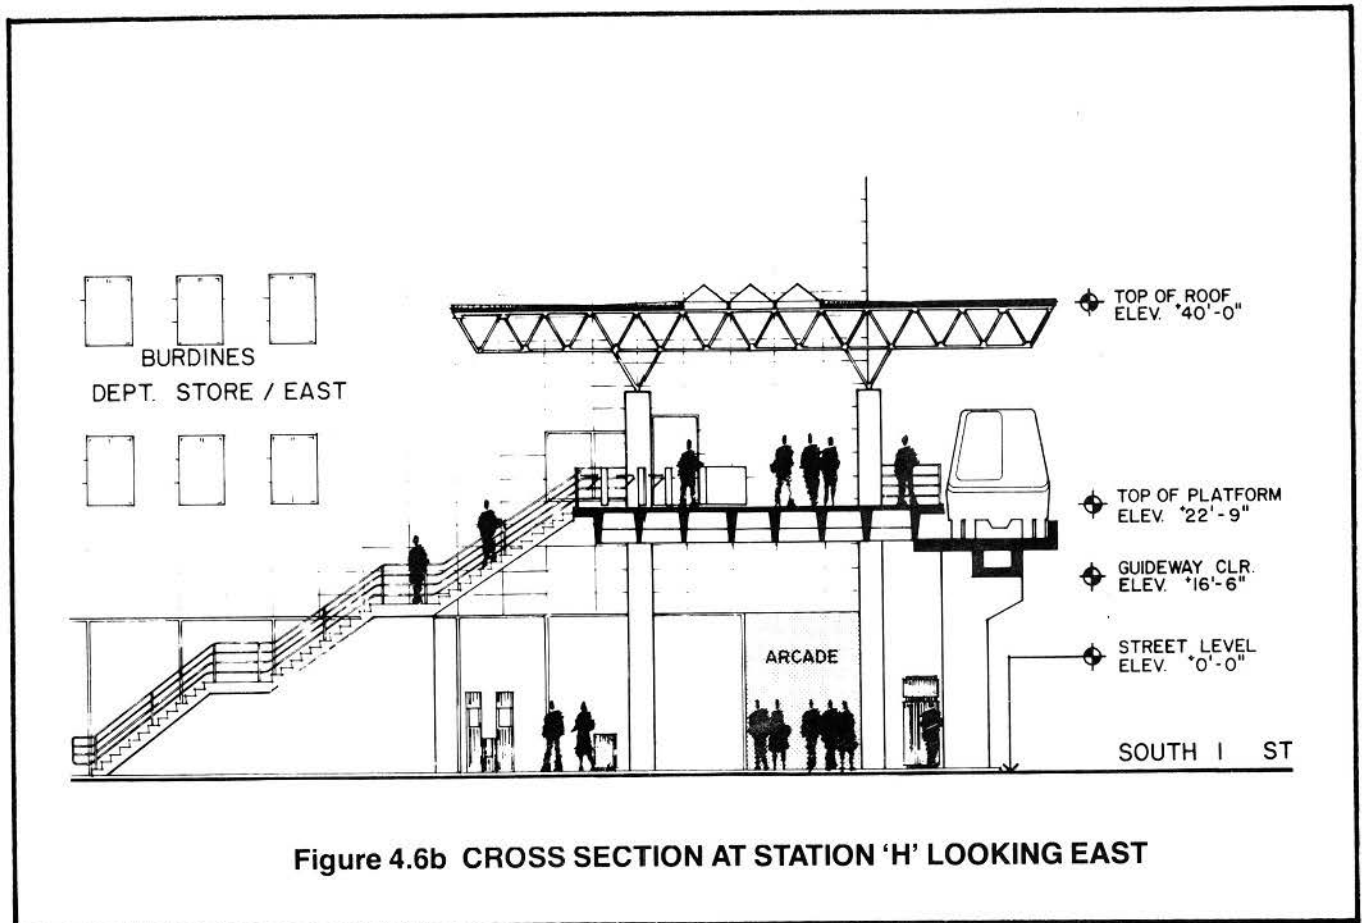 TOP OF ROOF
ELEV. +40'-0"
BURDINES
DEPT. STORE / EAST
TOP OF PLATFORM
ELEV. +22'-9"
GUIDEWAY CLR.
ELEV. +16'-6"
ARCADE
STREET LEVEL
ELEV. +0'-0"
SOUTH 1 ST
Figure 4.6b CROSS SECTION AT STATION ‘H’ LOOKING EAST